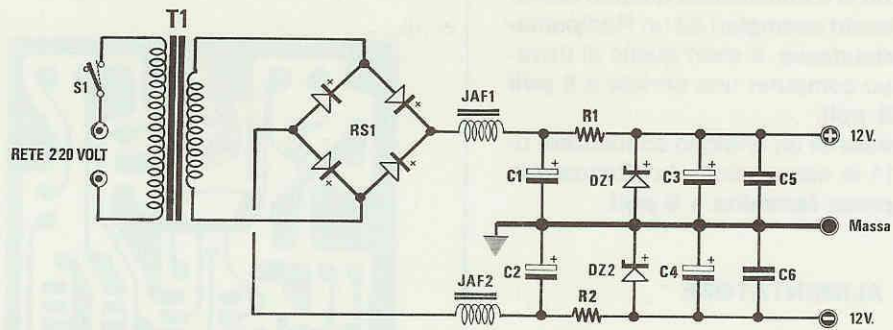 T1
S1
RETE 220 VOLT
RS1
JAF1
R1
12V.
C1
DZ1
C3
C5
Massa
C2
DZ2
C4
C6
JAF2
R2
12V.